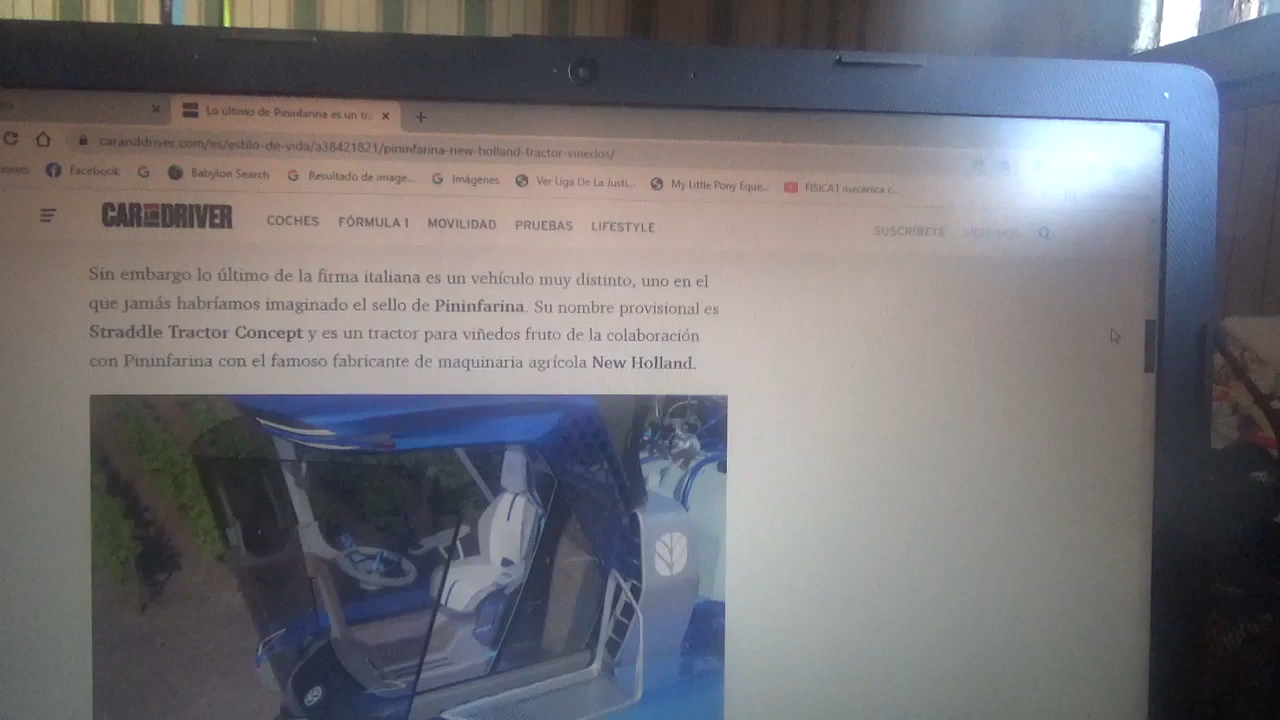 Lo último de Pininfarina es un tr
caranddriver.com/es/estilo-de-vida/a38421821/pininfarina-new-holland-tractor-vinedos/
iones Facebook Babylon Search Resultado de image... Imágenes Ver Liga De La Justi... My Little Pony Eque... FISICA1 mecánica c...
CAR AND DRIVER COCHES FÓRMULA 1 MOVILIDAD PRUEBAS LIFESTYLE SUSCRÍBETE
Sin embargo lo último de la firma italiana es un vehículo muy distinto, uno en el
que jamás habríamos imaginado el sello de Pininfarina. Su nombre provisional es
Straddle Tractor Concept y es un tractor para viñedos fruto de la colaboración
con Pininfarina con el famoso fabricante de maquinaria agrícola New Holland.